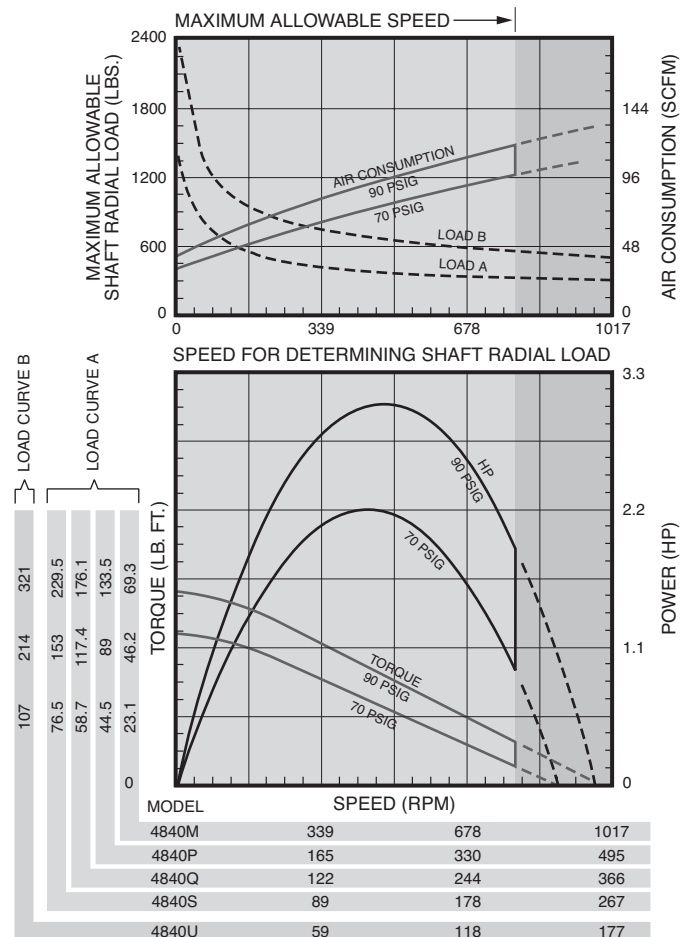 MAXIMUM ALLOWABLE SPEED
2400
1800
1200
600
0
MAXIMUM ALLOWABLE
SHAFT RADIAL LOAD (LBS.)
144
96
48
0
AIR CONSUMPTION (SCFM)
AIR CONSUMPTION
90 PSIG
70 PSIG
LOAD B
LOAD A
0 339 678 1017
SPEED FOR DETERMINING SHAFT RADIAL LOAD
LOAD CURVE B
LOAD CURVE A
321 229.5 176.1 133.5 69.3
214 153 117.4 89 46.2
107 76.5 58.7 44.5 23.1
0
TORQUE (LB. FT.)
3.3
2.2
1.1
0
POWER (HP)
HP
90 PSIG
70 PSIG
TORQUE
90 PSIG
70 PSIG
MODEL SPEED (RPM)
4840M 339 678 1017
4840P 165 330 495
4840Q 122 244 366
4840S 89 178 267
4840U 59 118 177